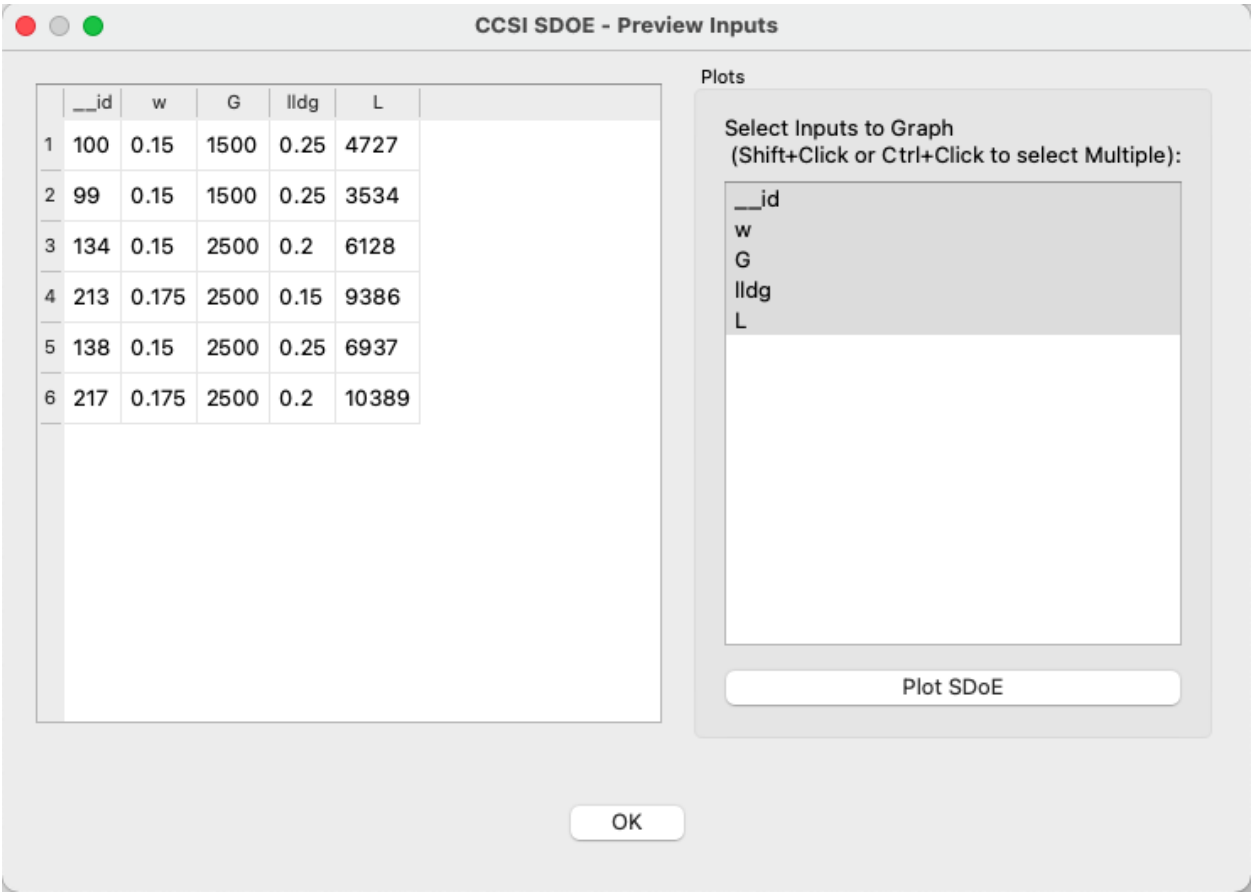 CCSI SDOE - Preview Inputs
__id w G lldg L
1 100 0.15 1500 0.25 4727
2 99 0.15 1500 0.25 3534
3 134 0.15 2500 0.2 6128
4 213 0.175 2500 0.15 9386
5 138 0.15 2500 0.25 6937
6 217 0.175 2500 0.2 10389
Plots
Select Inputs to Graph
(Shift+Click or Ctrl+Click to select Multiple):
__id
w
G
lldg
L
Plot SDoE
OK